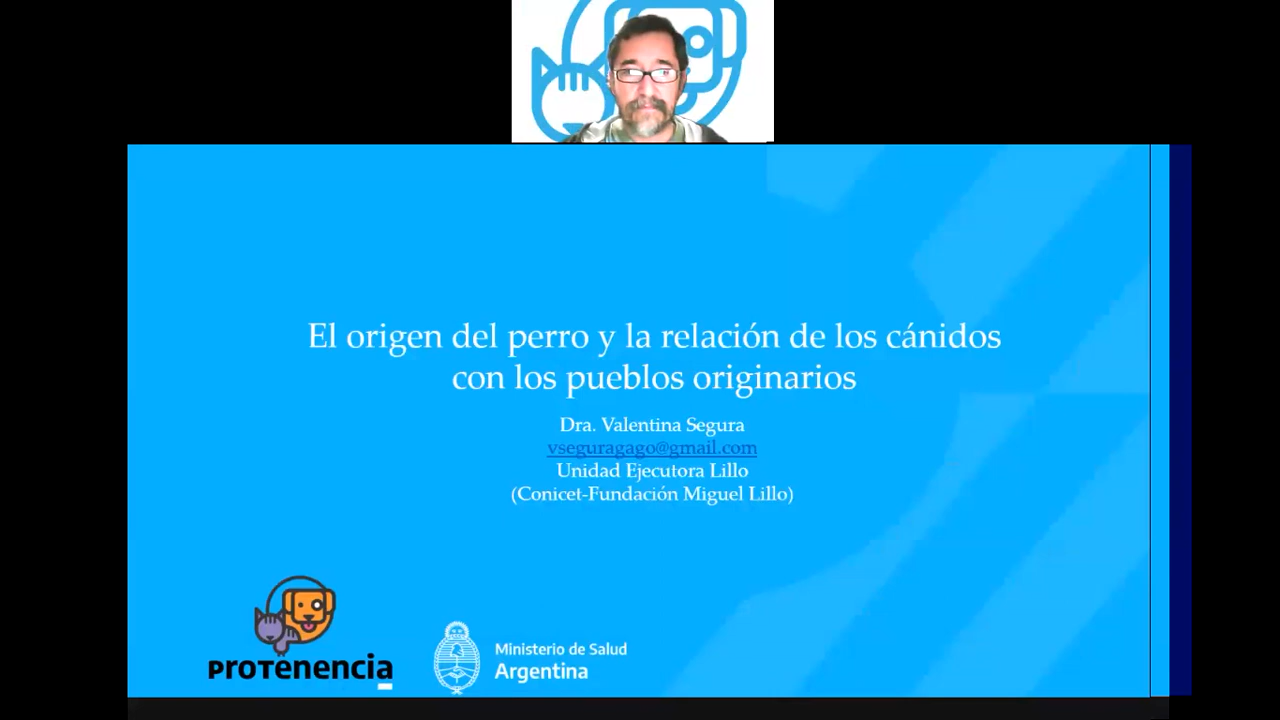 El origen del perro y la relación de los cánidos
con los pueblos originarios
Dra. Valentina Segura
vseguragago@gmail.com
Unidad Ejecutora Lillo
(Conicet-Fundación Miguel Lillo)
ProTenencia
Ministerio de Salud
Argentina